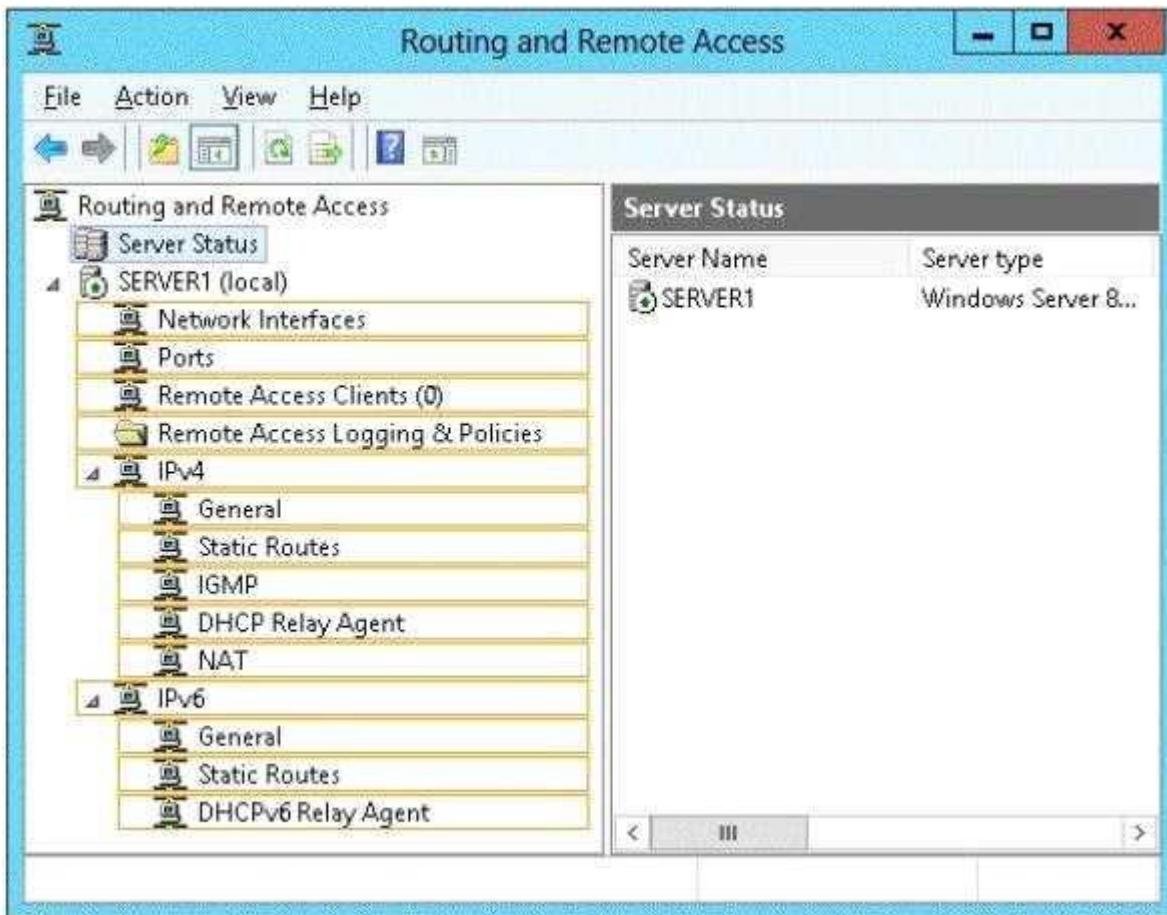 Routing and Remote Access
File Action View Help
Routing and Remote Access
Server Status
SERVER1 (local)
Network Interfaces
Ports
Remote Access Clients (0)
Remote Access Logging & Policies
IPv4
General
Static Routes
IGMP
DHCP Relay Agent
NAT
IPv6
General
Static Routes
DHCPv6 Relay Agent
Server Status
Server Name Server type
SERVER1 Windows Server 8...